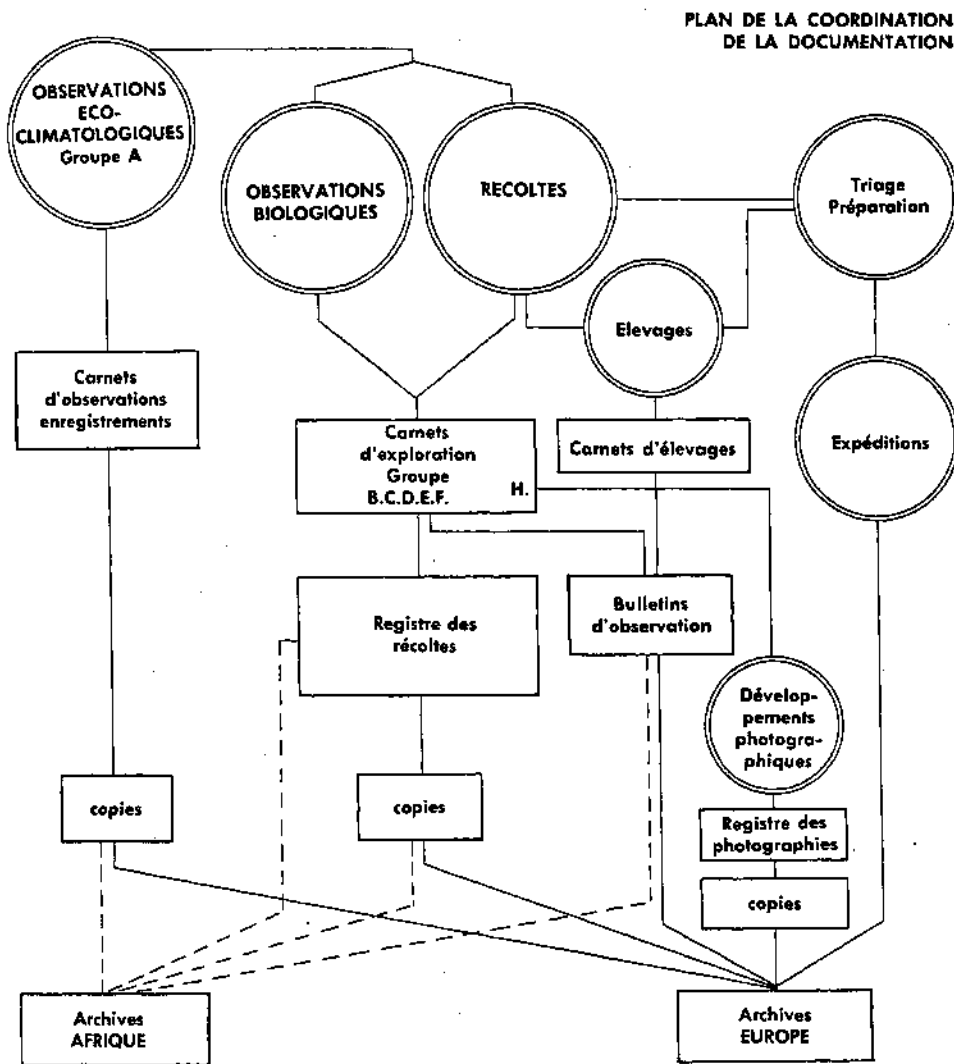 PLAN DE LA COORDINATION
DE LA DOCUMENTATION
OBSERVATIONS
ECO-
CLIMATOLOGIQUES
Groupe A
OBSERVATIONS
BIOLOGIQUES
RECOLTES
Triage
Préparation
Elevages
Carnets
d'observations
enregistrements
Carnets
d'exploration
Groupe
B.C.D.E.F. H.
Carnets d'élevages
Expéditions
Registre des
récoltes
Bulletins
d'observation
Dévelop-
pements
photogra-
phiques
copies
copies
Registre des
photographies
copies
Archives
AFRIQUE
Archives
EUROPE